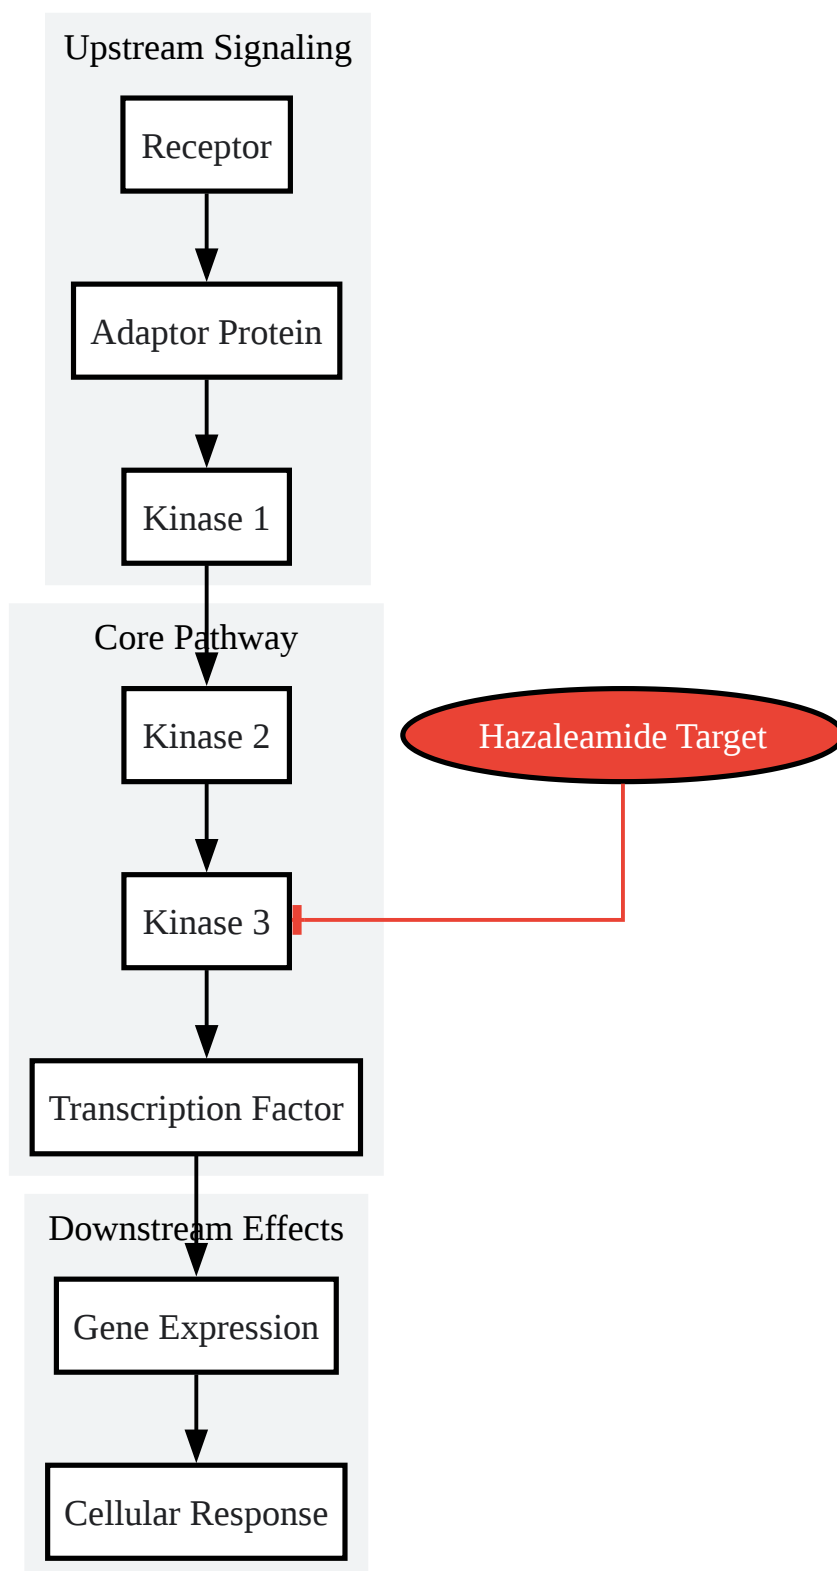 Upstream Signaling
Receptor
Adaptor Protein
Kinase 1
Core Pathway
Kinase 2
Hazaleamide Target
Kinase 3
Transcription Factor
Downstream Effects
Gene Expression
Cellular Response